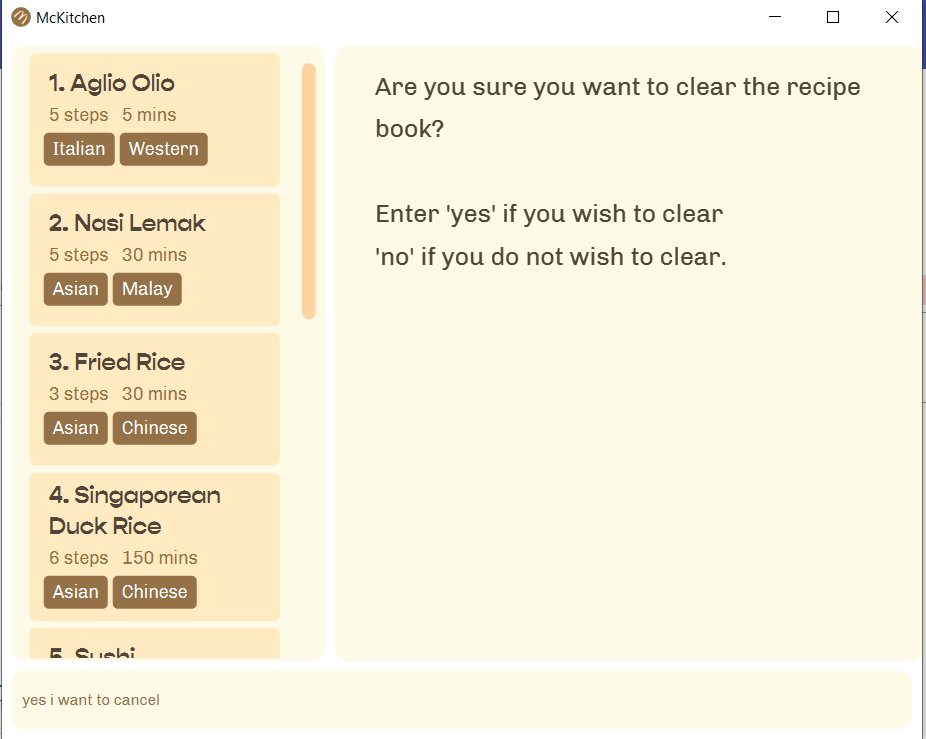 McKitchen
1. Aglio Olio
5 steps 5 mins
Italian Western
2. Nasi Lemak
5 steps 30 mins
Asian Malay
3. Fried Rice
3 steps 30 mins
Asian Chinese
4. Singaporean
Duck Rice
6 steps 150 mins
Asian Chinese
5. Sushi
Are you sure you want to clear the recipe
book?
Enter 'yes' if you wish to clear
'no' if you do not wish to clear.
yes i want to cancel